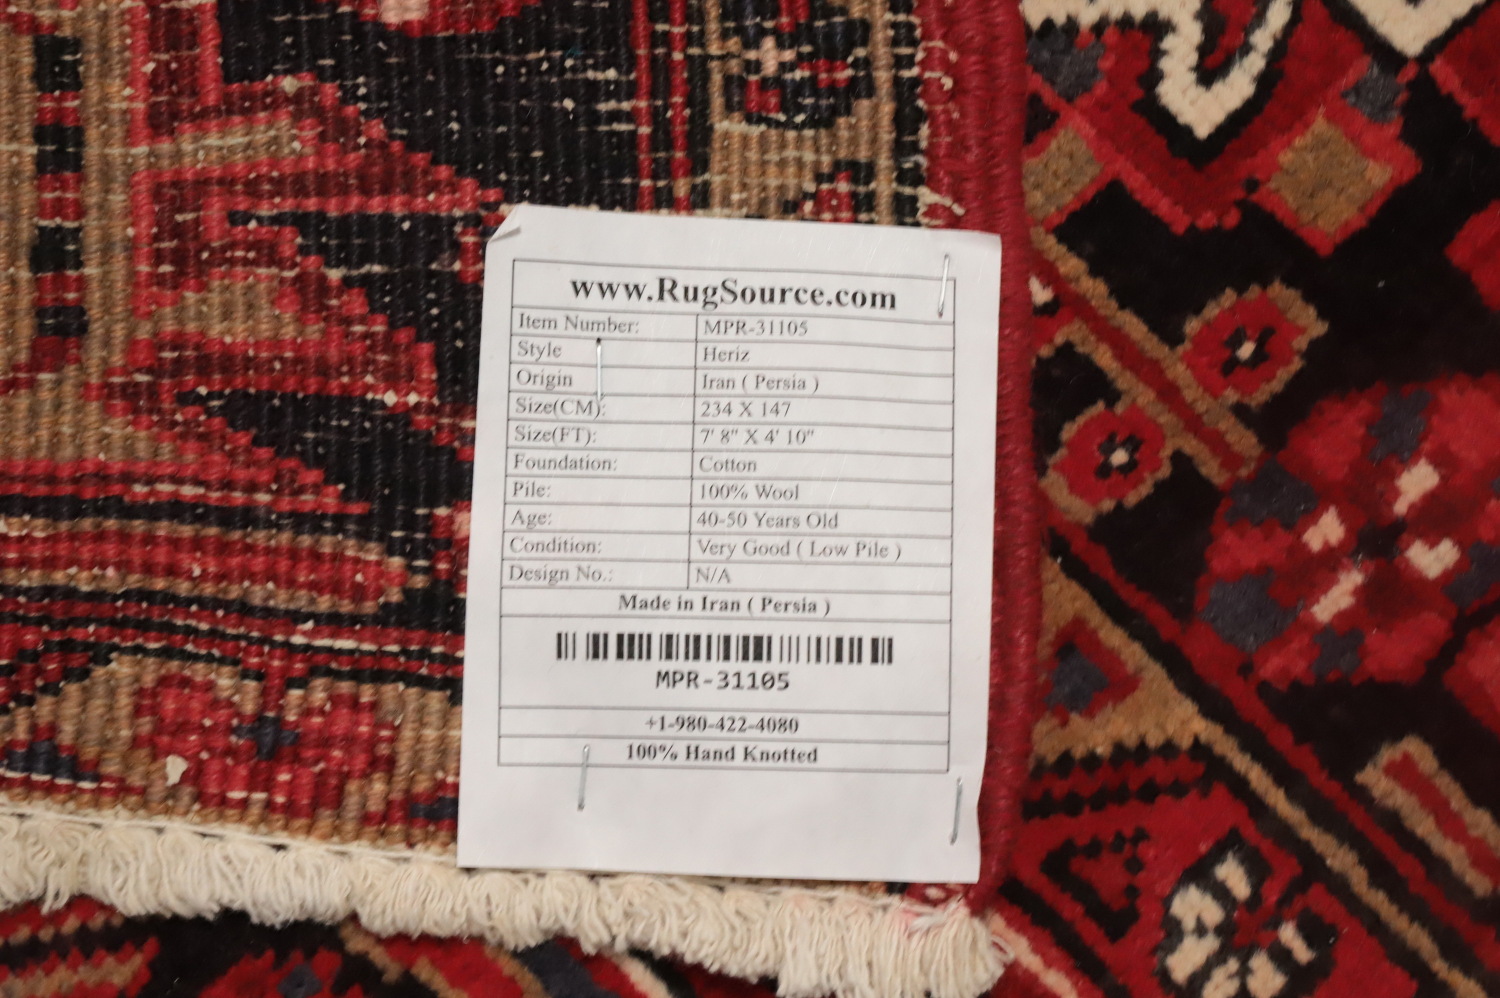 www.RugSource.com
Item Number: MPR-31105
Style Heriz
Origin Iran ( Persia )
Size(CM): 234 X 147
Size(FT): 7' 8" X 4' 10"
Foundation: Cotton
Pile: 100% Wool
Age: 40-50 Years Old
Condition: Very Good ( Low Pile )
Design No.: N/A
Made in Iran ( Persia )
MPR-31105
+1-980-422-4080
100% Hand Knotted